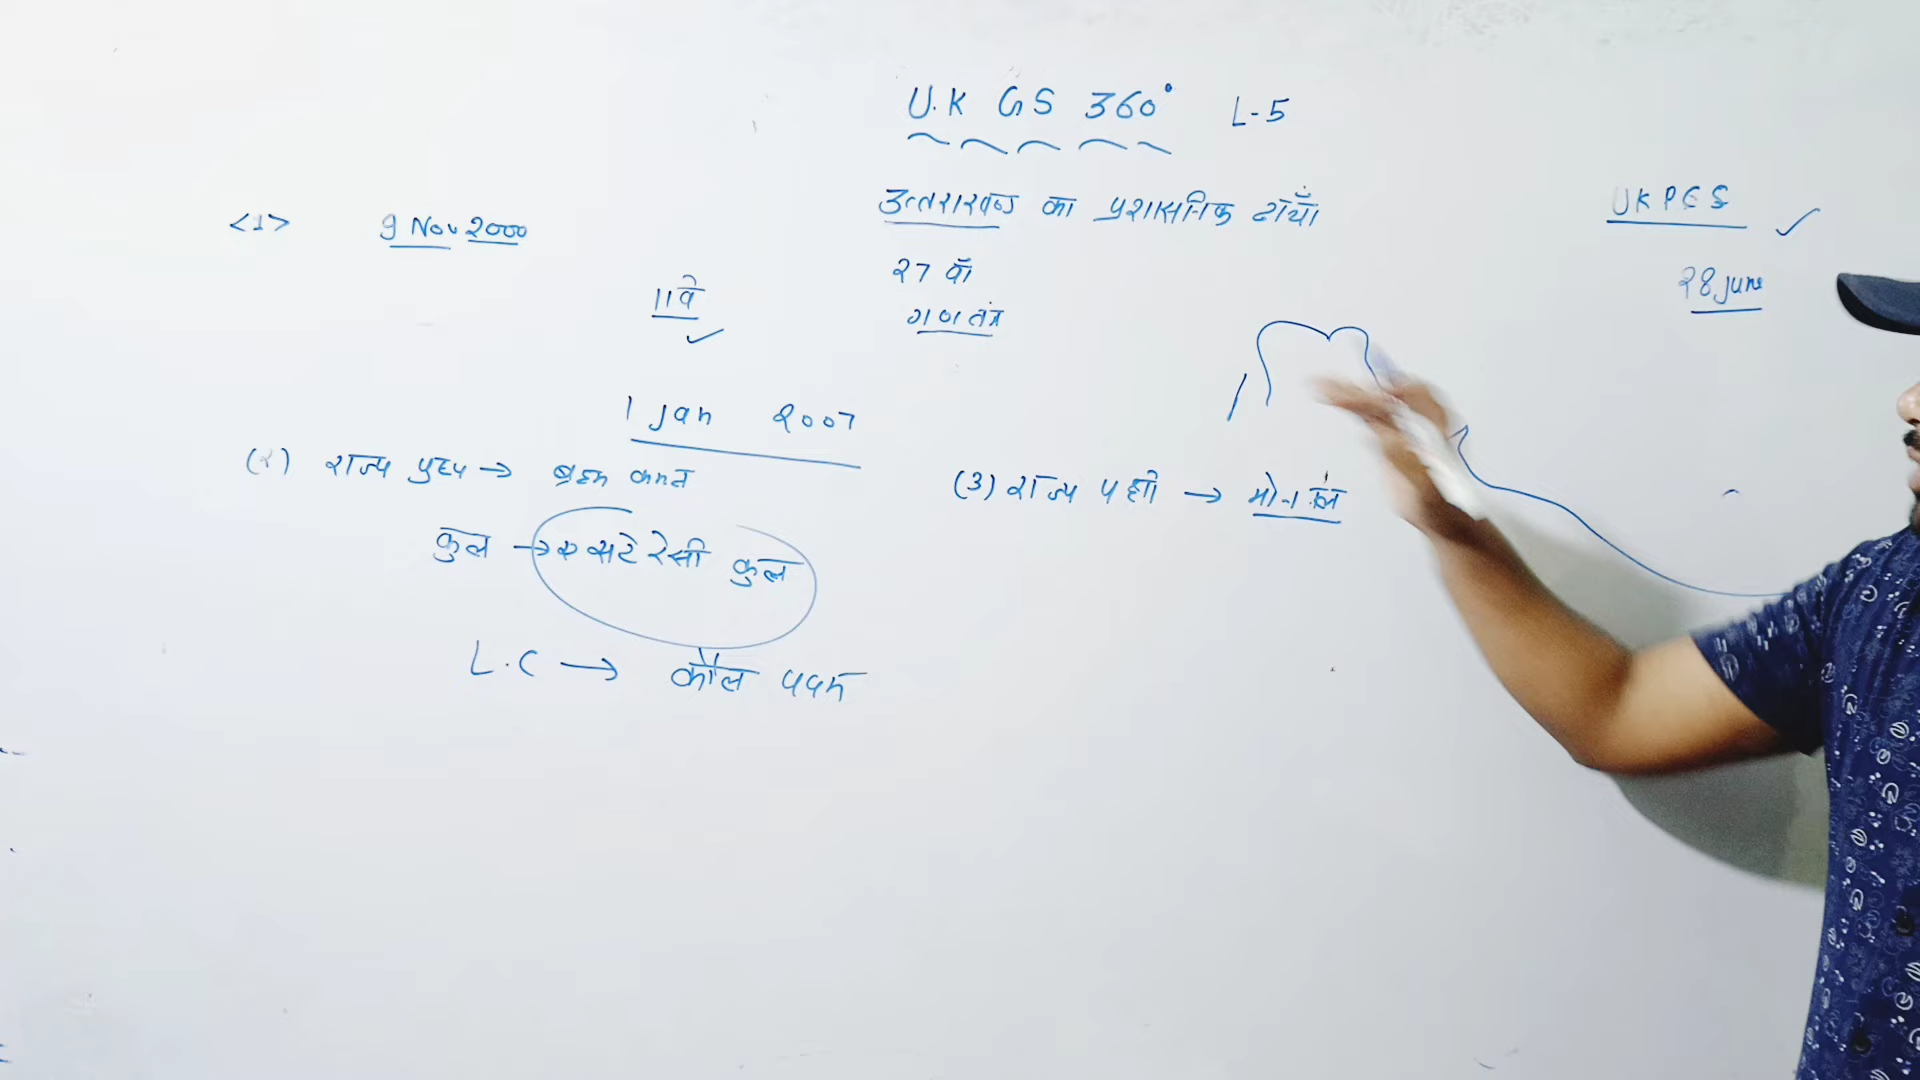 U.K GS 360° L-5
उत्तराखण्ड का प्रशासनिक ढाँचा
UKPCS
<1> 9 Nov 2000
27 वाँ
28 June
11वे
गणतंत्र
1 Jan 2007
(2) राज्य पुष्प → ब्रह्म कमल
(3) राज्य पक्षी → मोनाल
कुल → एसटेरेसी कुल
L.C → कौल पदम